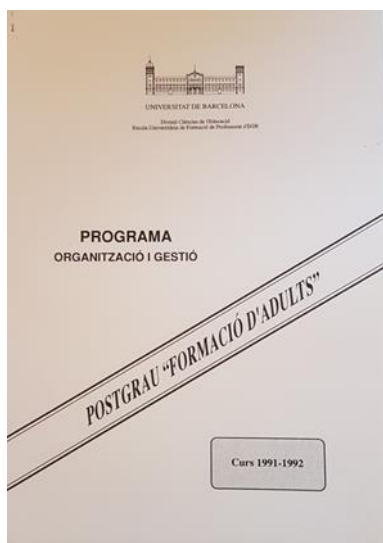 UNIVERSITAT DE BARCELONA
Divisió Ciències de l'Educació
Escola Universitària de Formació de Professorat d'EGB
PROGRAMA
ORGANITZACIÓ I GESTIÓ
POSTGRAU "FORMACIÓ D'ADULTS"
Curs 1991-1992